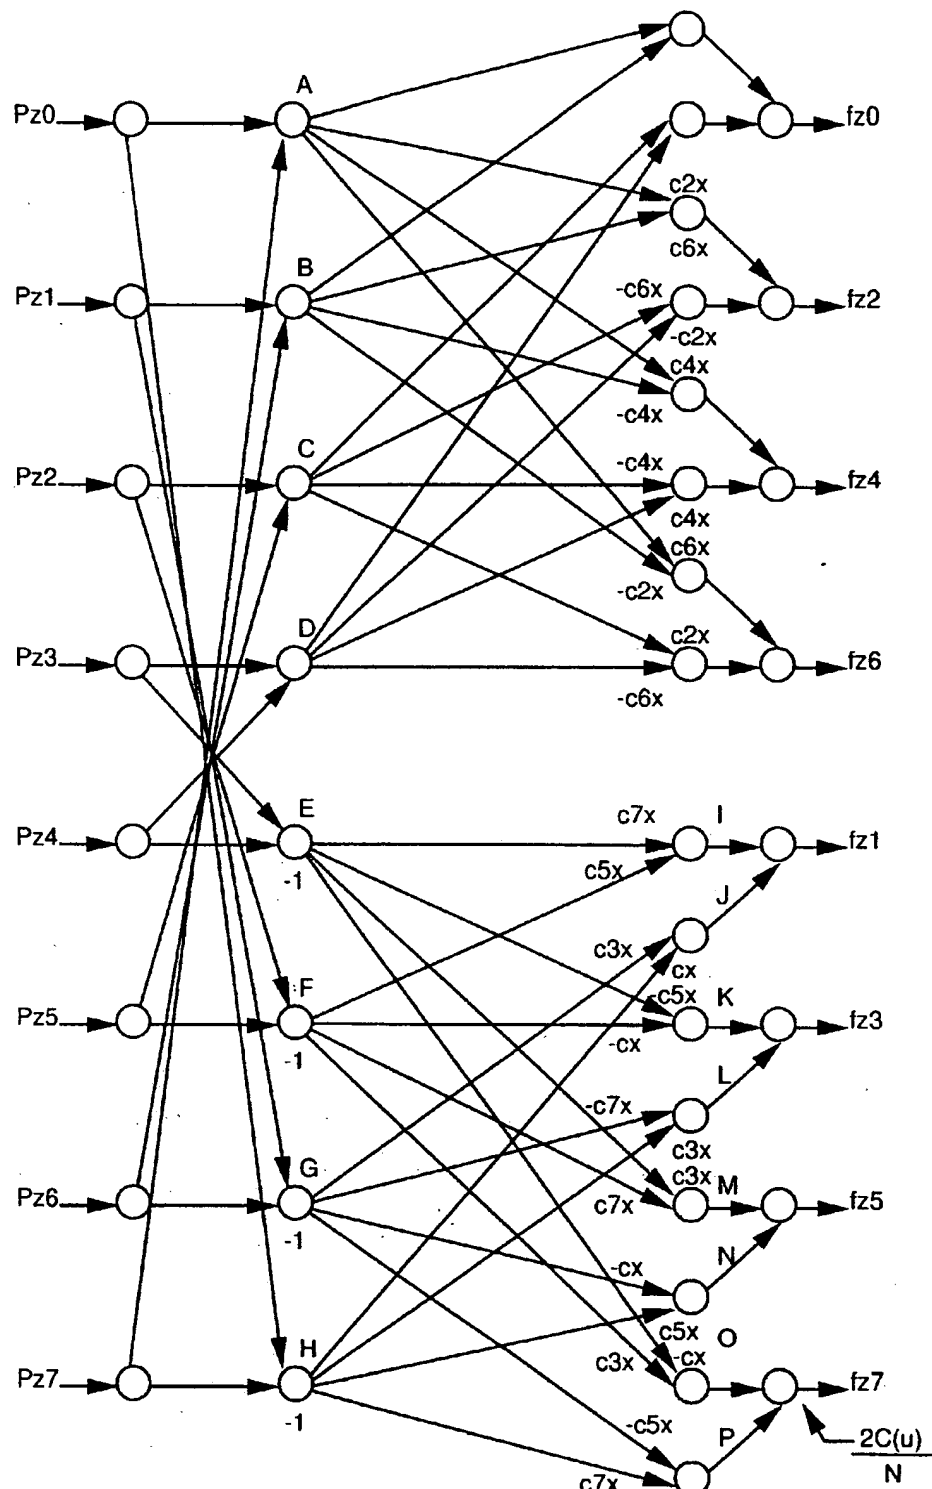 A
Pz0
fz0
c2x
c6x
B
Pz1
-c6x
fz2
-c2x
c4x
-c4x
C
Pz2
-c4x
fz4
c4x
c6x
-c2x
D
c2x
Pz3
fz6
-c6x
E
c7x
I
Pz4
fz1
-1
c5x
J
c3x
cx
F
-c5x
K
Pz5
fz3
-cx
-1
L
-c7x
c3x
G
c3x
M
Pz6
c7x
fz5
-1
N
-cx
c5x
O
H
c3x
-cx
Pz7
fz7
-1
-c5x
P
2C(u)
N
c7x